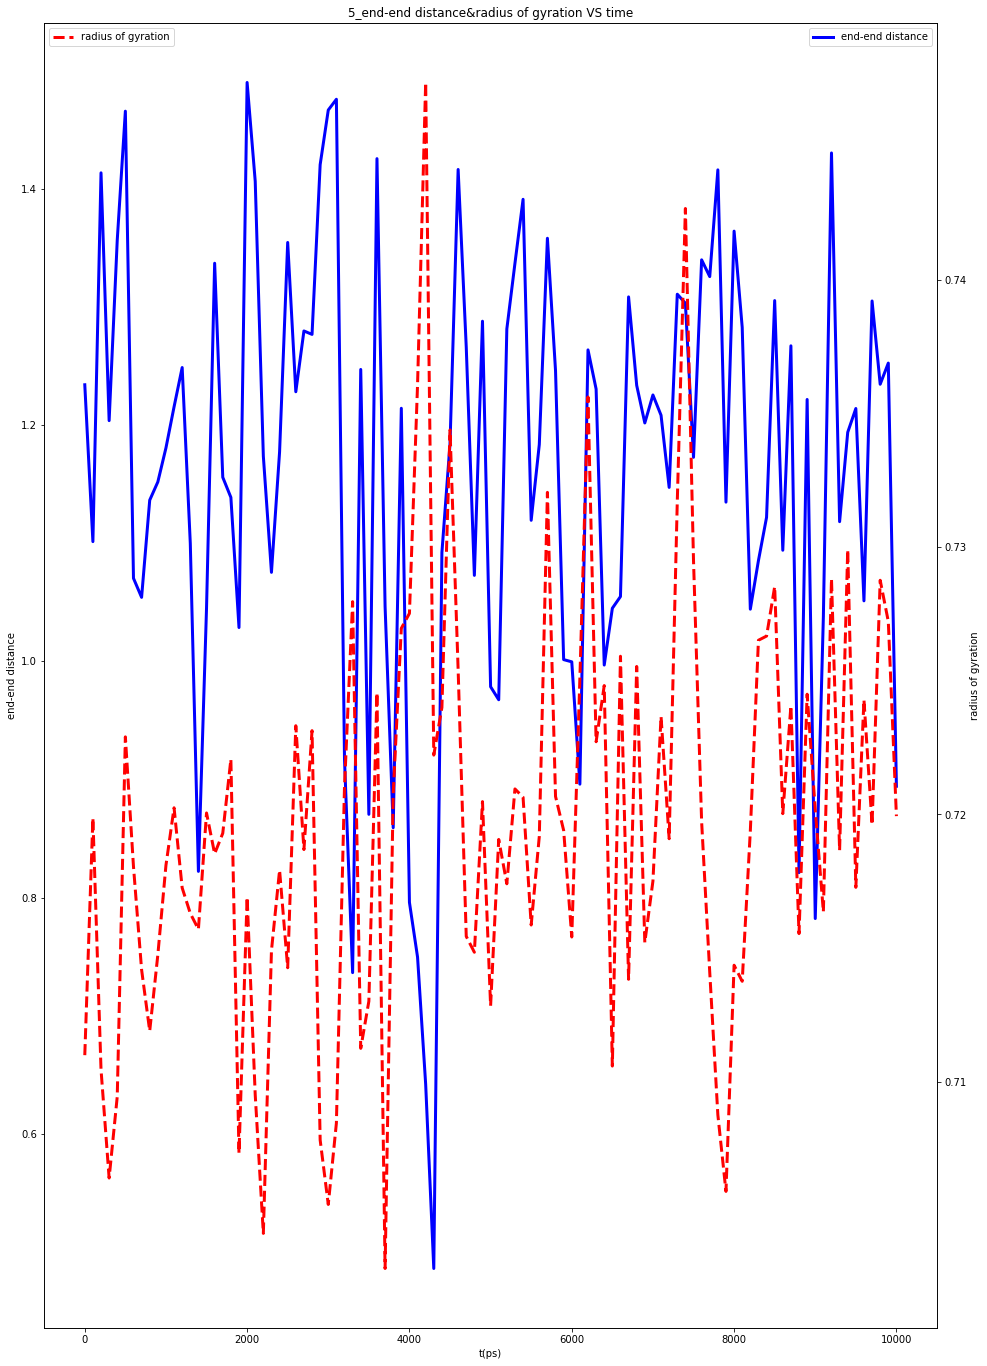 5_end-end distance&radius of gyration VS time
radius of gyration
end-end distance
1.4
1.2
1.0
0.8
0.6
end-end distance
0.74
0.73
0.72
0.71
radius of gyration
0
2000
4000
6000
8000
10000
t(ps)